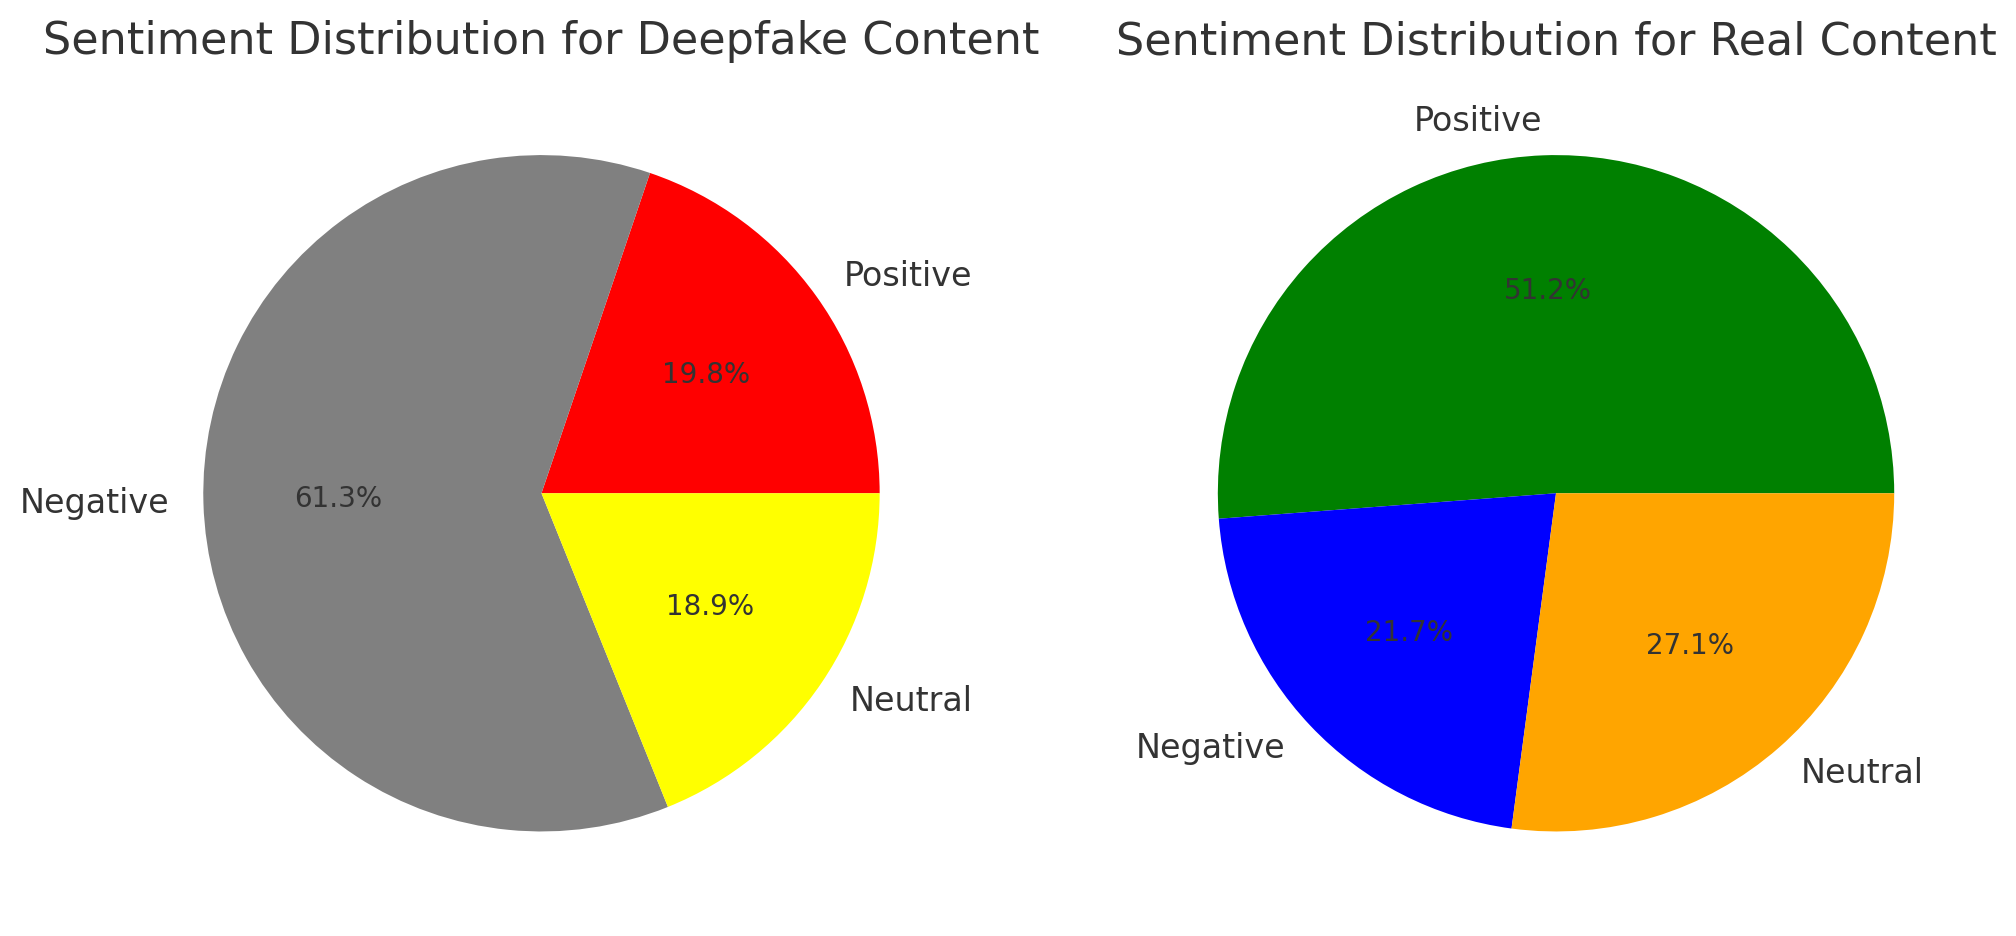 Sentiment Distribution for Deepfake Content
Positive
19.8%
Negative
61.3%
18.9%
Neutral
Sentiment Distribution for Real Content
Positive
51.2%
21.7%
27.1%
Negative
Neutral